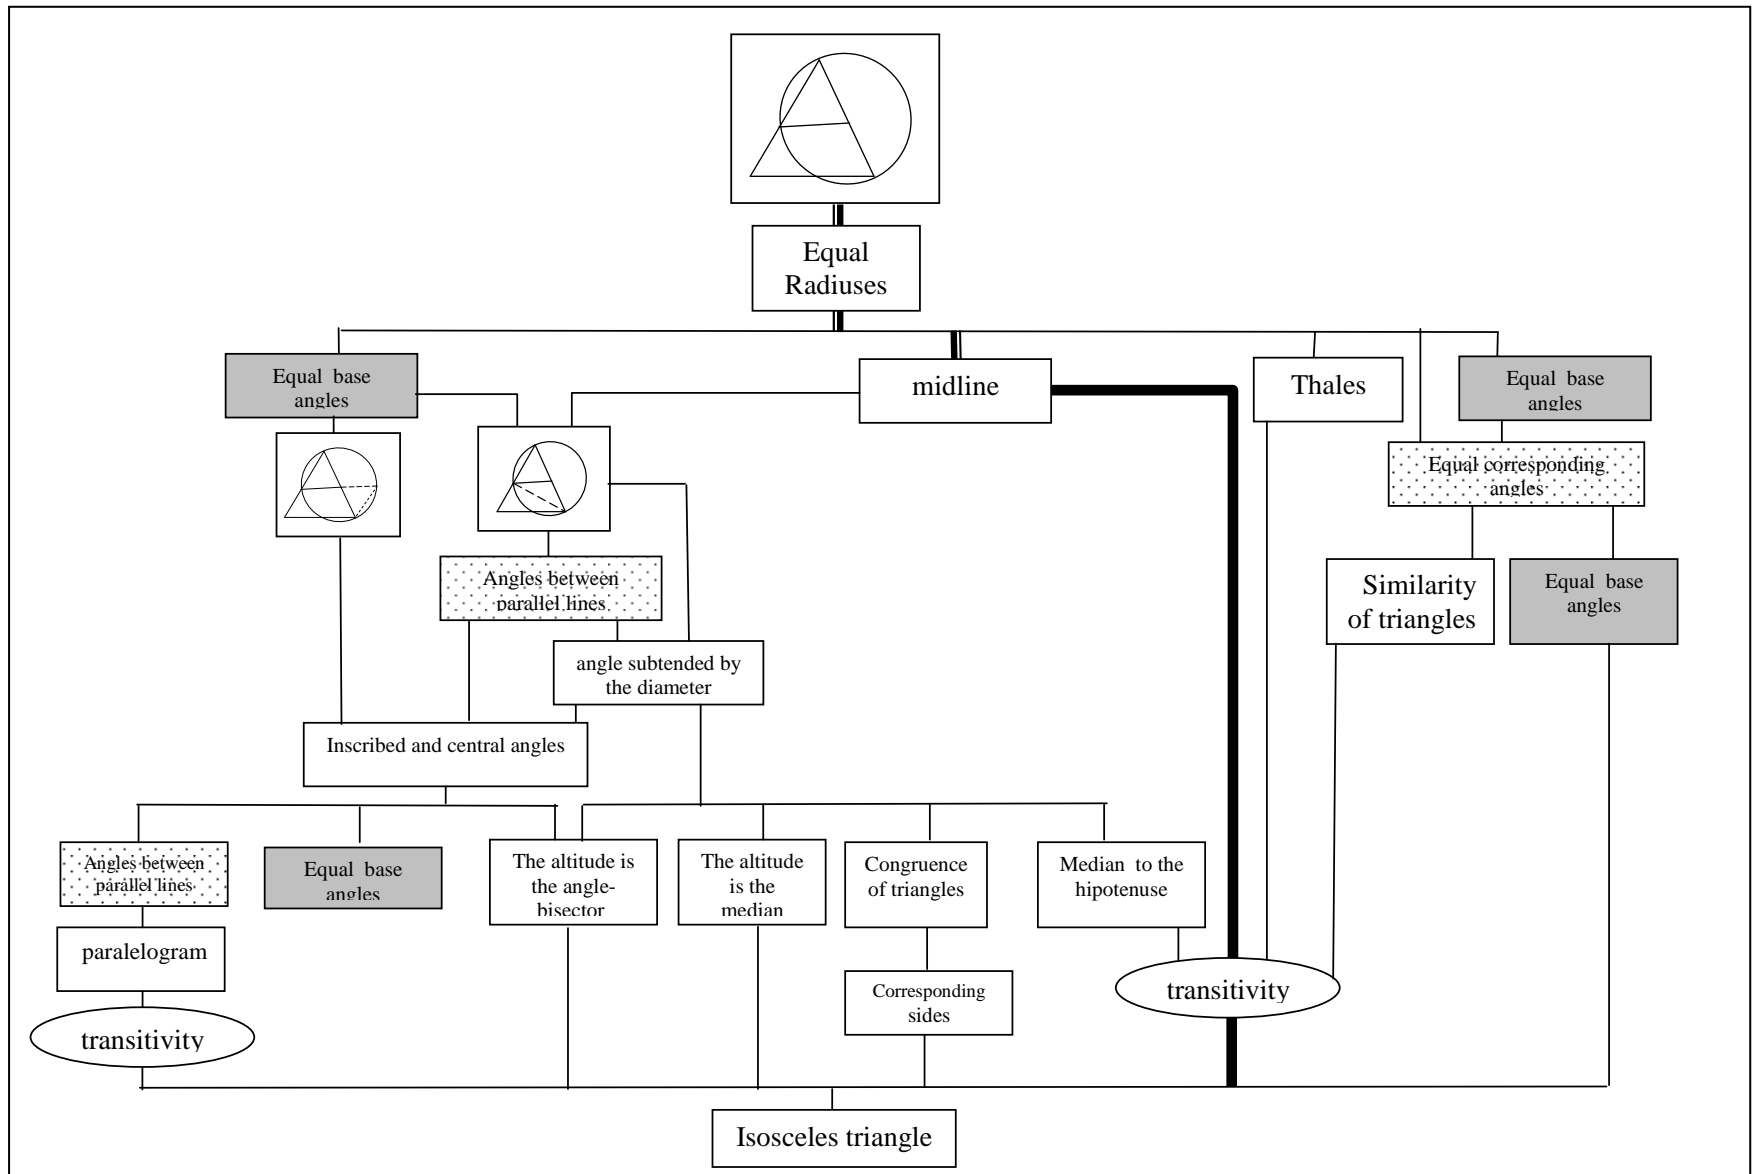 Equal
Radiuses
Equal base
angles
midline
Thales
Equal base
angles
Equal corresponding
angles
Angles between
parallel lines
Similarity
of triangles
Equal base
angles
angle subtended by
the diameter
Inscribed and central angles
Angles between
parallel lines
Equal base
angles
The altitude is
the angle-
bisector
The altitude
is the
median
Congruence
of triangles
Median to the
hipotenuse
paralelogram
Corresponding
sides
transitivity
transitivity
Isosceles triangle